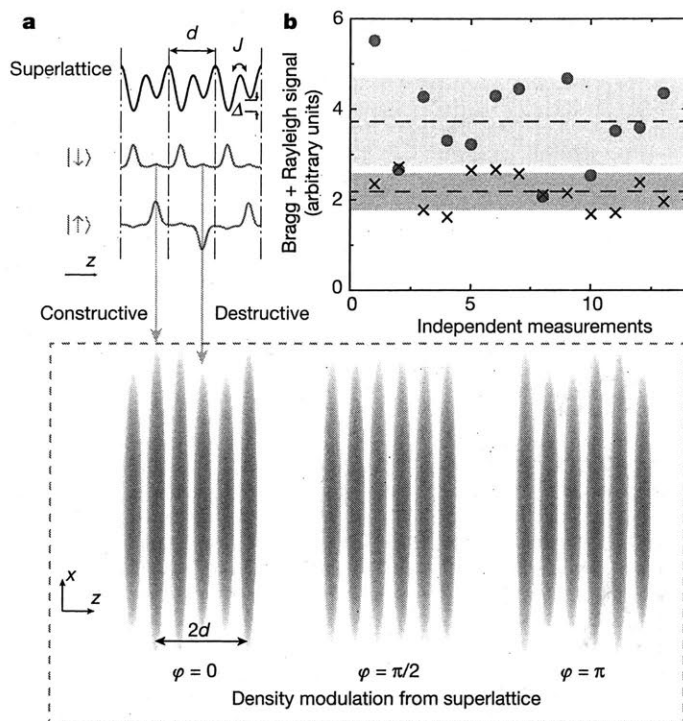 a
d
J
Superlattice
Δ
|↓⟩
|↑⟩
z
Constructive
Destructive
b
Bragg + Rayleigh signal
(arbitrary units)
6
4
2
0
0
5
10
Independent measurements
x
z
2d
φ = 0
φ = π/2
φ = π
Density modulation from superlattice